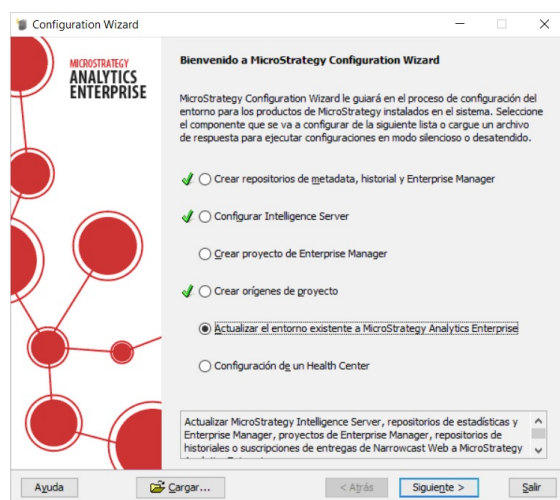 Configuration Wizard
MICROSTRATEGY
ANALYTICS
ENTERPRISE
Bienvenido a MicroStrategy Configuration Wizard
MicroStrategy Configuration Wizard le guiará en el proceso de configuración del
entorno para los productos de MicroStrategy instalados en el sistema. Seleccione
el componente que se va a configurar de la siguiente lista o cargue un archivo
de respuesta para ejecutar configuraciones en modo silencioso o desatendido.
Crear repositorios de metadata, historial y Enterprise Manager
Configurar Intelligence Server
Crear proyecto de Enterprise Manager
Crear orígenes de proyecto
Actualizar el entorno existente a MicroStrategy Analytics Enterprise
Configuración de un Health Center
Actualizar MicroStrategy Intelligence Server, repositorios de estadísticas y
Enterprise Manager, proyectos de Enterprise Manager, repositorios de
historiales o suscripciones de entregas de Narrowcast Web a MicroStrategy
Ayuda
Cargar...
< Atrás
Siguiente >
Salir